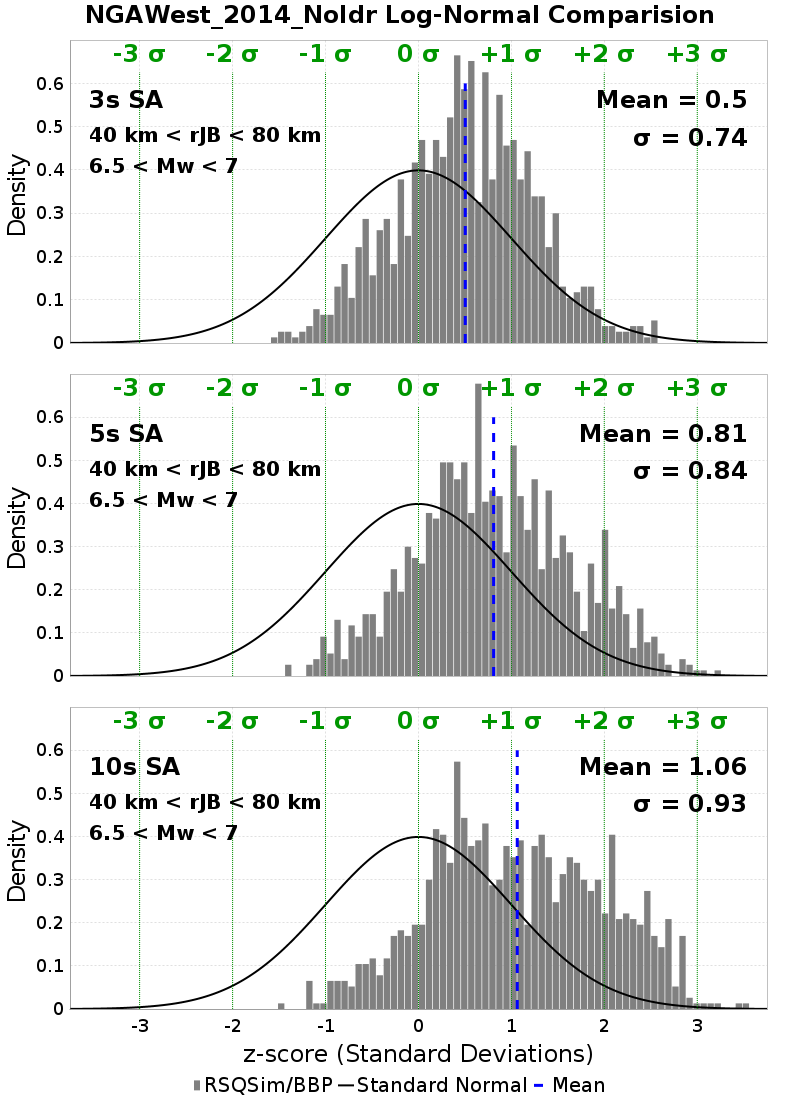 NGAWest_2014_NoIdr Log-Normal Comparision
-3 σ -2 σ -1 σ 0 σ +1 σ +2 σ +3 σ
3s SA
Mean = 0.5
40 km < rJB < 80 km
σ = 0.74
6.5 < Mw < 7
Density
0.6
0.5
0.4
0.3
0.2
0.1
0
-3 σ -2 σ -1 σ 0 σ +1 σ +2 σ +3 σ
5s SA
Mean = 0.81
40 km < rJB < 80 km
σ = 0.84
6.5 < Mw < 7
Density
0.6
0.5
0.4
0.3
0.2
0.1
0
-3 σ -2 σ -1 σ 0 σ +1 σ +2 σ +3 σ
10s SA
Mean = 1.06
40 km < rJB < 80 km
σ = 0.93
6.5 < Mw < 7
Density
0.6
0.5
0.4
0.3
0.2
0.1
0
-3 -2 -1 0 1 2 3
z-score (Standard Deviations)
RSQSim/BBP Standard Normal Mean